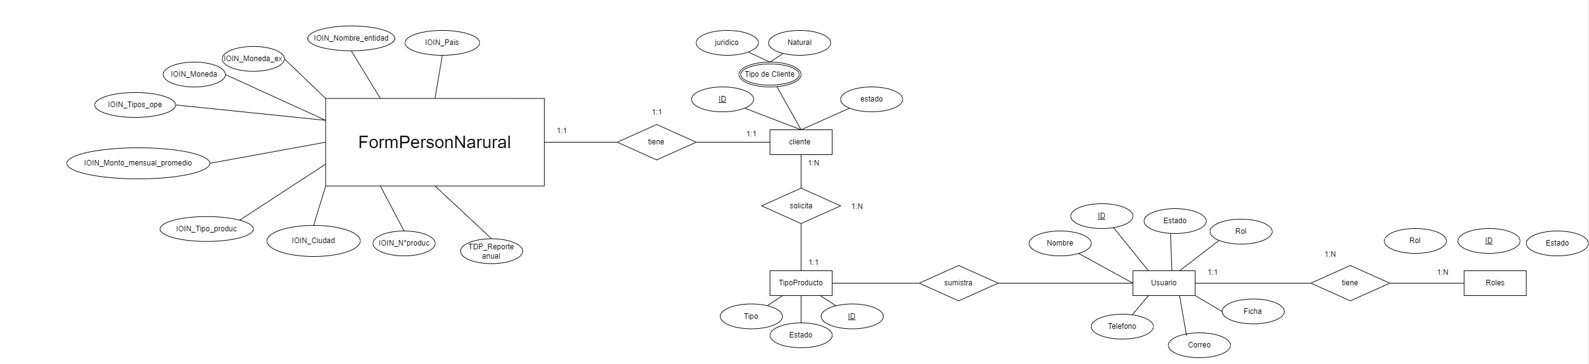 IOIN_Nombre_entidad
IOIN_Pais
IOIN_Moneda_ex
IOIN_Moneda
IOIN_Tipos_ope
IOIN_Monto_mensual_promedio
IOIN_Tipo_produc
IOIN_Ciudad
IOIN_N°produc
TDP_Reporte
anual
FormPersonNarural
1:1
1:1
tiene
1:1
juridico
Natural
Tipo de Cliente
ID
estado
cliente
1:N
solicita
1:N
1:1
TipoProducto
Tipo
Estado
ID
sumistra
ID
Estado
Rol
Nombre
Usuario
Telefono
Correo
Ficha
1:1
1:N
tiene
1:N
Rol
ID
Estado
Roles